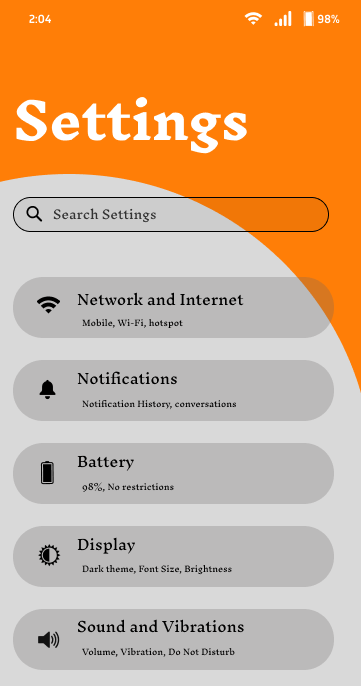 2:04
98%
Settings
Search Settings
Network and Internet
Mobile, Wi-Fi, hotspot
Notifications
Notification History, conversations
Battery
98%, No restrictions
Display
Dark theme, Font Size, Brightness
Sound and Vibrations
Volume, Vibration, Do Not Disturb